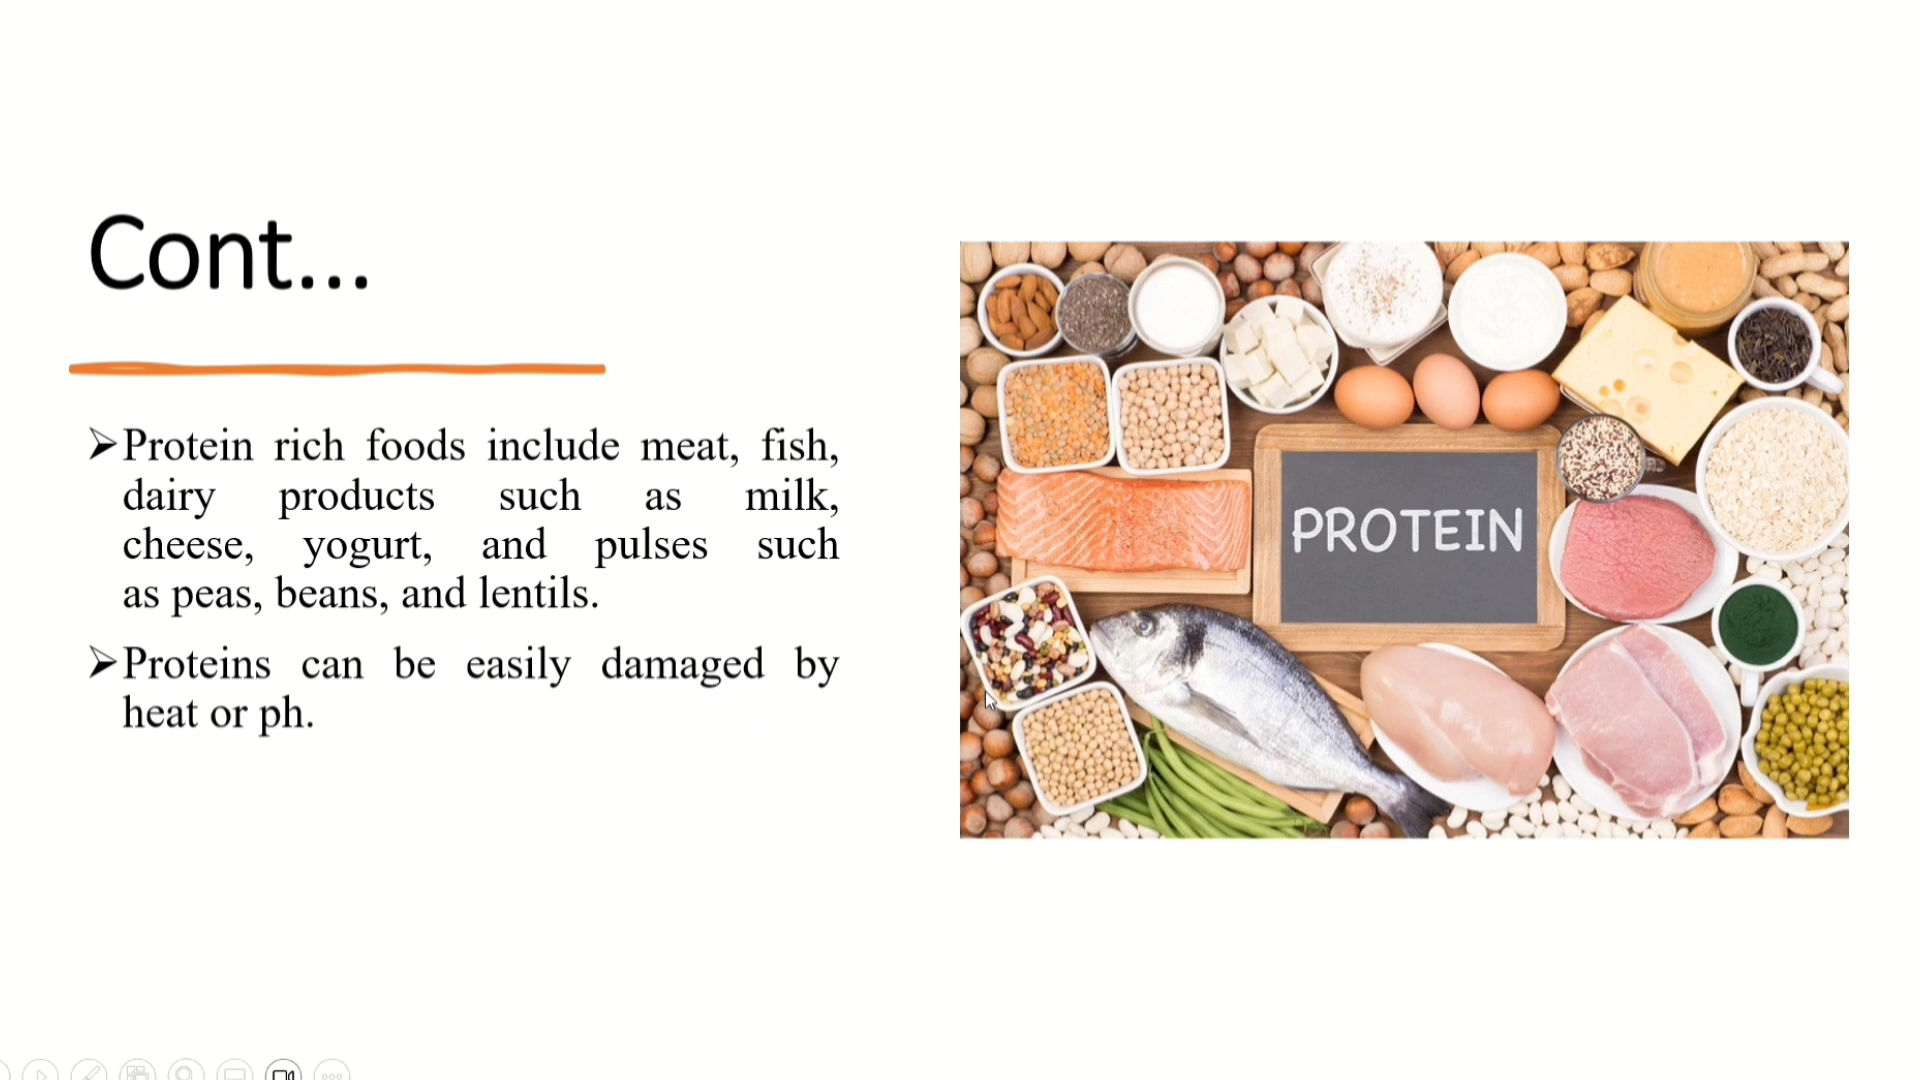 Cont...
➢Protein rich foods include meat, fish,
dairy products such as milk,
cheese, yogurt, and pulses such
as peas, beans, and lentils.
➢Proteins can be easily damaged by
heat or ph.
PROTEIN